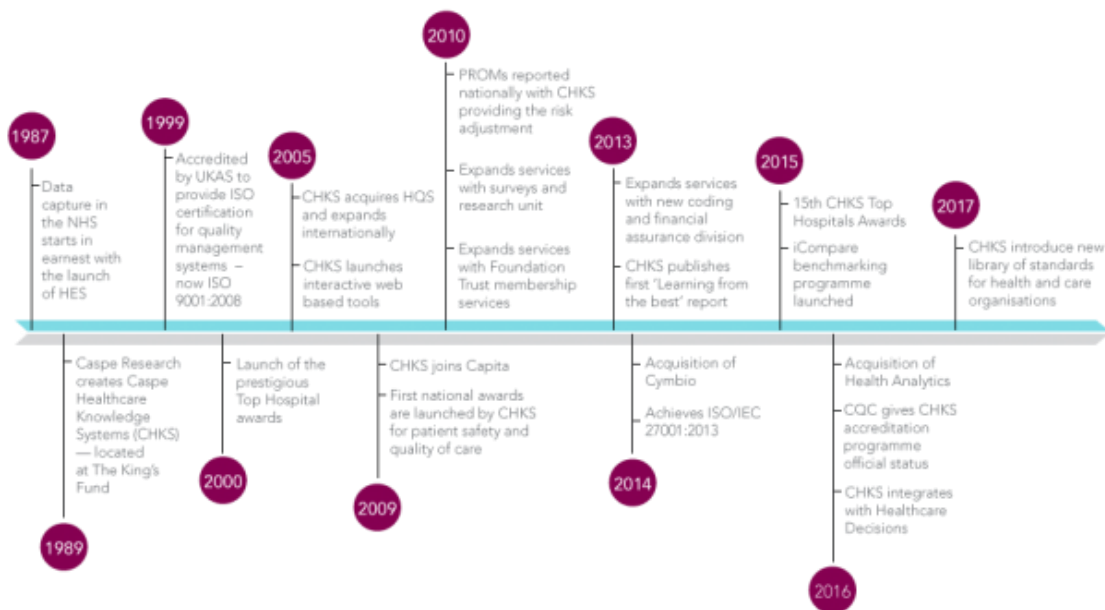 1987
Data
capture in
the NHS
starts in
earnest with
the launch
of HES
1989
Caspe Research
creates Caspe
Healthcare
Knowledge
Systems (CHKS)
— located
at The King's
Fund
1999
Accredited
by UKAS to
provide ISO
certification
for quality
management
systems –
now ISO
9001:2008
2000
Launch of the
prestigious
Top Hospital
awards
2005
CHKS acquires HQS
and expands
internationally
CHKS launches
interactive web
based tools
2009
CHKS joins Capita
First national awards
are launched by CHKS
for patient safety and
quality of care
2010
PROMs reported
nationally with CHKS
providing the risk
adjustment
Expands services
with surveys and
research unit
Expands services
with Foundation
Trust membership
services
2013
Expands services
with new coding
and financial
assurance division
CHKS publishes
first 'Learning from
the best' report
2014
Acquisition of
Cymbio
Achieves ISO/IEC
27001:2013
2015
15th CHKS Top
Hospitals Awards
iCompare
benchmarking
programme
launched
2016
Acquisition of
Health Analytics
CQC gives CHKS
accreditation
programme
official status
CHKS integrates
with Healthcare
Decisions
2017
CHKS introduce new
library of standards
for health and care
organisations